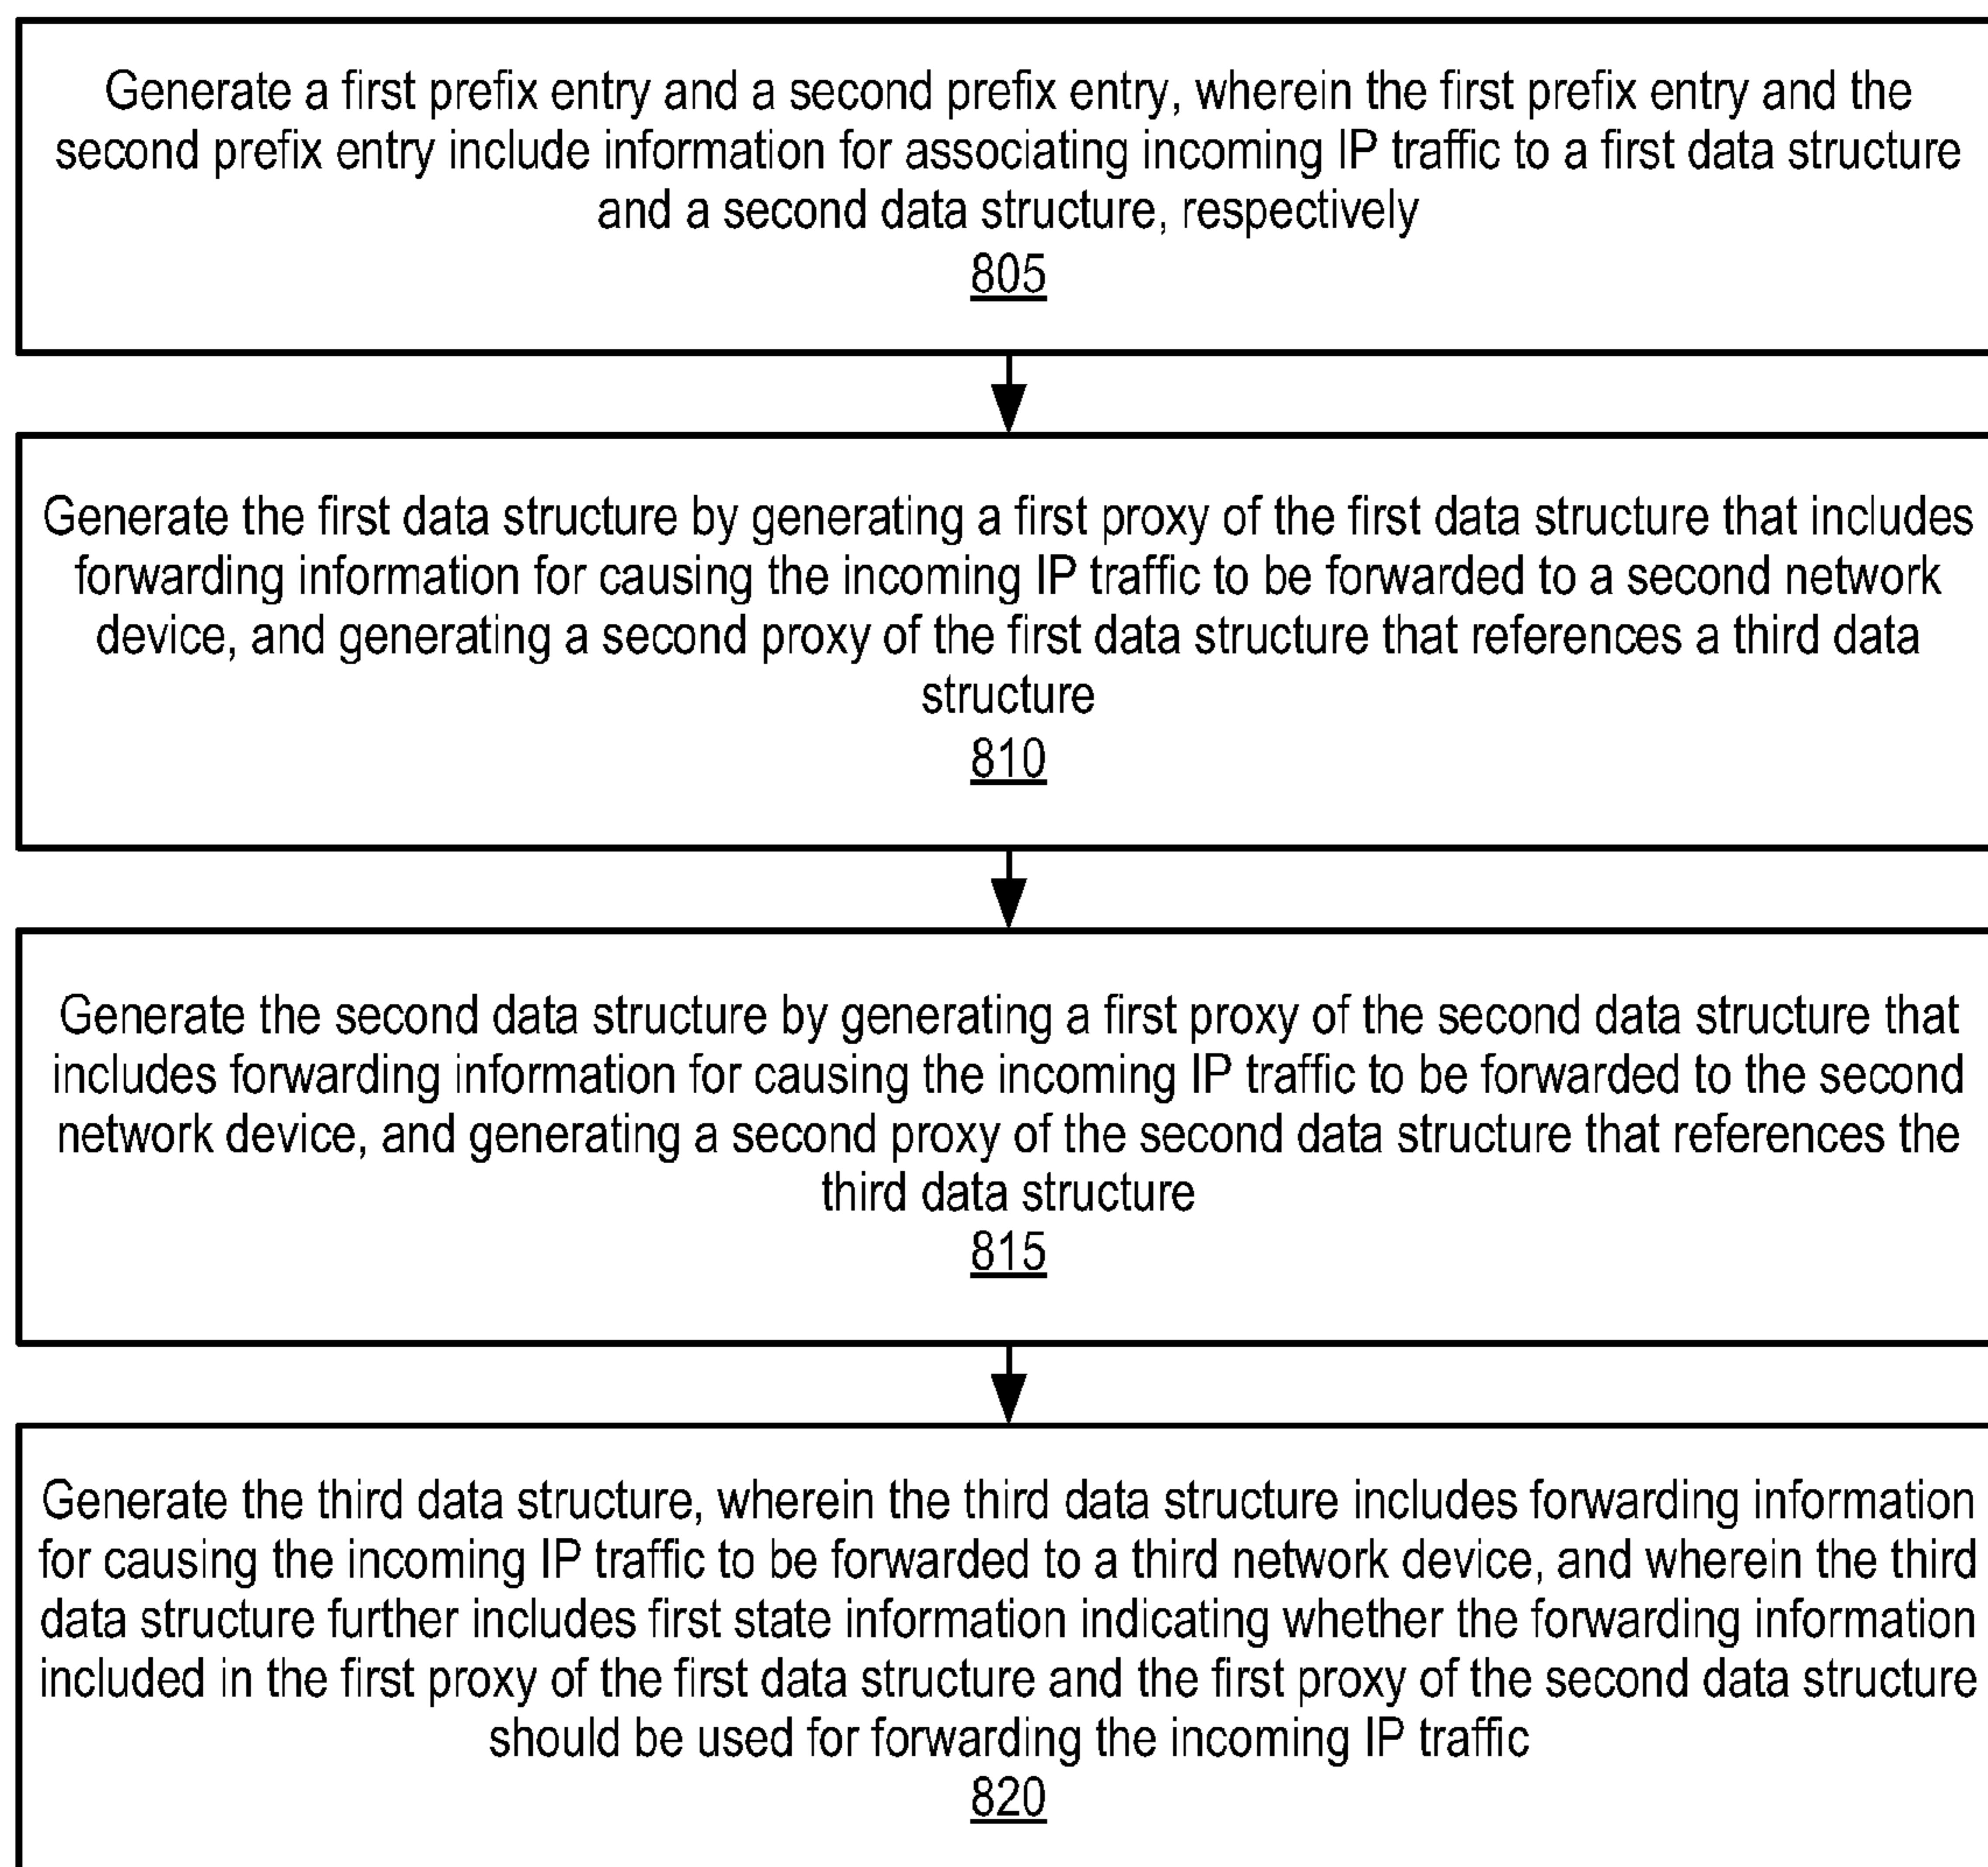 Generate a first prefix entry and a second prefix entry, wherein the first prefix entry and the
second prefix entry include information for associating incoming IP traffic to a first data structure
and a second data structure, respectively
805
Generate the first data structure by generating a first proxy of the first data structure that includes
forwarding information for causing the incoming IP traffic to be forwarded to a second network
device, and generating a second proxy of the first data structure that references a third data
structure
810
Generate the second data structure by generating a first proxy of the second data structure that
includes forwarding information for causing the incoming IP traffic to be forwarded to the second
network device, and generating a second proxy of the second data structure that references the
third data structure
815
Generate the third data structure, wherein the third data structure includes forwarding information
for causing the incoming IP traffic to be forwarded to a third network device, and wherein the third
data structure further includes first state information indicating whether the forwarding information
included in the first proxy of the first data structure and the first proxy of the second data structure
should be used for forwarding the incoming IP traffic
820